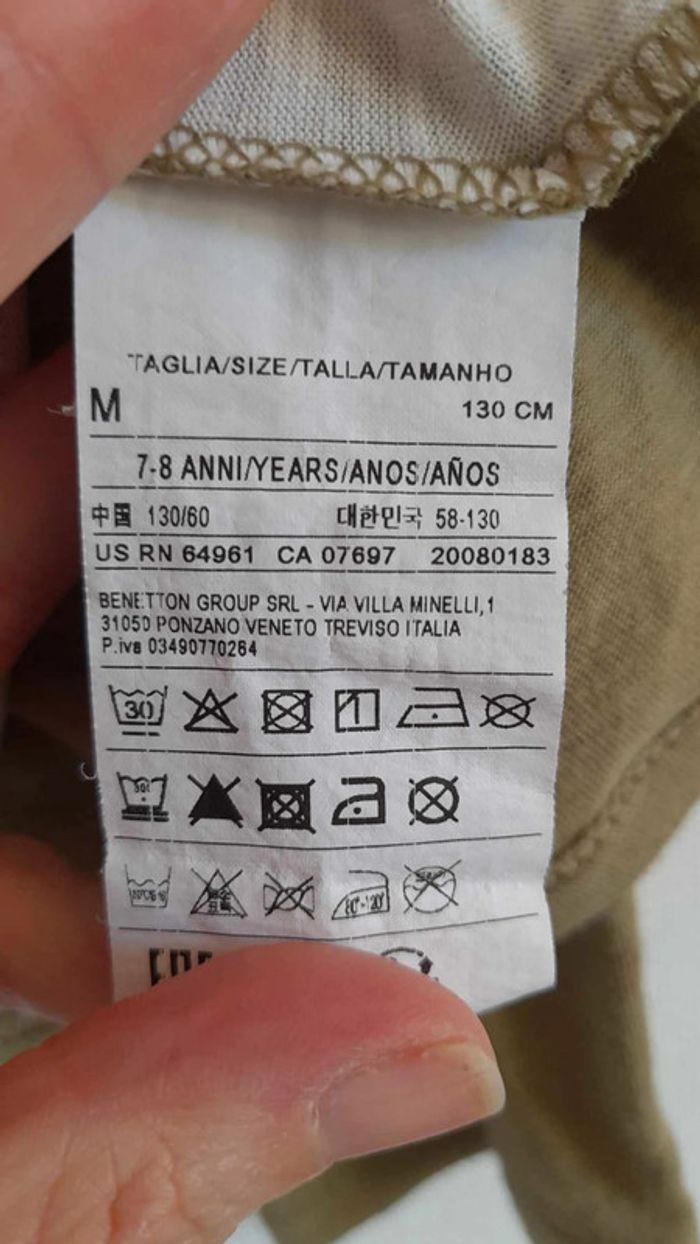 TAGLIA/SIZE/TALLA/TAMANHO
M 130 CM
7-8 ANNI/YEARS/ANOS/AÑOS
中国 130/60 대한민국 58-130
US RN 64961 CA 07697 20080183
BENETTON GROUP SRL - VIA VILLA MINELLI,1
31050 PONZANO VENETO TREVISO ITALIA
P.iva 03490770264
30
80°-120°